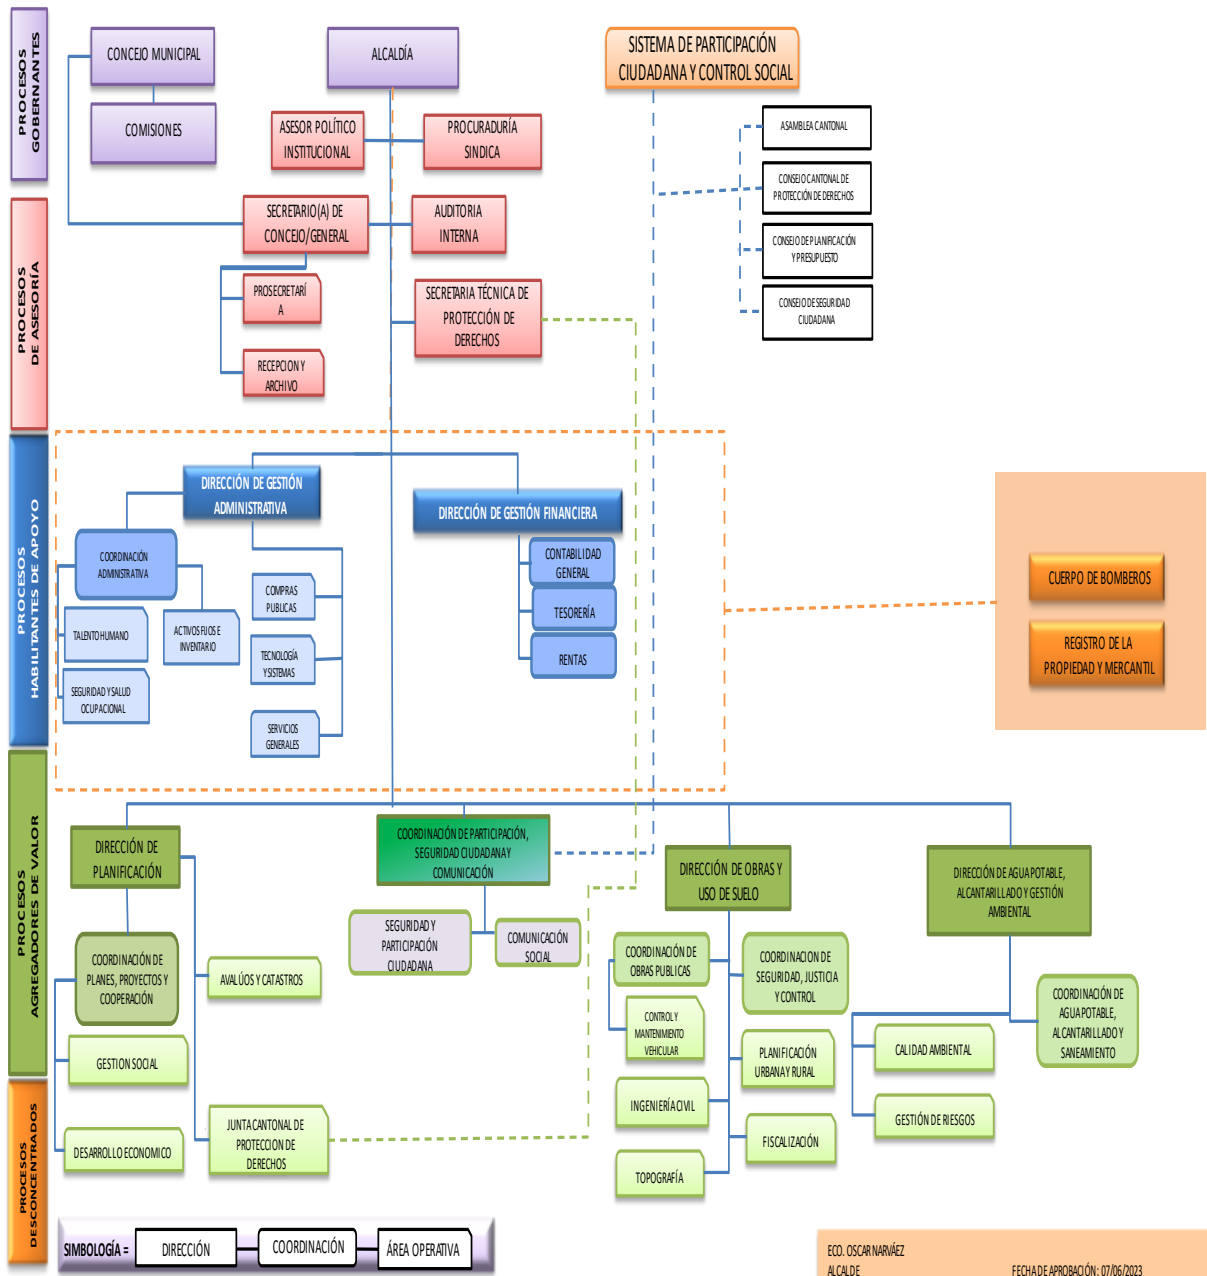 PROCESOS
GOBERNANTES
CONCEJO MUNICIPAL
COMISIONES
ALCALDÍA
SISTEMA DE PARTICIPACIÓN
CIUDADANA Y CONTROL SOCIAL
ASESOR POLÍTICO
INSTITUCIONAL
PROCURADURÍA
SINDICA
ASAMBLEA CANTONAL
CONSEJO CANTONAL DE
PROTECCIÓN DE DERECHOS
CONSEJO DE PLANIFICACIÓN
Y PRESUPUESTO
CONSEJO DE SEGURIDAD
CIUDADANA
PROCESOS
DE ASESORÍA
SECRETARIO(A) DE
CONCEJO/GENERAL
AUDITORIA
INTERNA
PROSECRETARÍ
A
RECEPCION Y
ARCHIVO
SECRETARIA TÉCNICA DE
PROTECCIÓN DE
DERECHOS
PROCESOS
HABILITANTES DE APOYO
DIRECCIÓN DE GESTIÓN
ADMINISTRATIVA
DIRECCIÓN DE GESTIÓN FINANCIERA
COORDINACIÓN
ADMINISTRATIVA
TALENTO HUMANO
ACTIVOS FIJOS E
INVENTARIO
SEGURIDAD Y SALUD
OCUPACIONAL
COMPRAS
PUBLICAS
TECNOLOGÍA
Y SISTEMAS
SERVICIOS
GENERALES
CONTABILIDAD
GENERAL
TESORERÍA
RENTAS
CUERPO DE BOMBEROS
REGISTRO DE LA
PROPIEDAD Y MERCANTIL
PROCESOS
AGREGADORES DE VALOR
DIRECCIÓN DE
PLANIFICACIÓN
COORDINACIÓN DE PARTICIPACIÓN,
SEGURIDAD CIUDADANA Y
COMUNICACIÓN
DIRECCIÓN DE OBRAS Y
USO DE SUELO
DIRECCIÓN DE AGUA POTABLE,
ALCANTARILLADO Y GESTIÓN
AMBIENTAL
COORDINACIÓN DE
PLANES, PROYECTOS Y
COOPERACIÓN
AVALÚOS Y CATASTROS
GESTION SOCIAL
DESARROLLO ECONOMICO
JUNTA CANTONAL DE
PROTECCION DE
DERECHOS
SEGURIDAD Y
PARTICIPACIÓN
CIUDADANA
COMUNICACIÓN
SOCIAL
COORDINACIÓN DE
OBRAS PUBLICAS
COORDINACION DE
SEGURIDAD, JUSTICIA
Y CONTROL
CONTROL Y
MANTENIMIENTO
VEHICULAR
PLANIFICACIÓN
URBANA Y RURAL
INGENIERÍA CIVIL
FISCALIZACIÓN
TOPOGRAFÍA
CALIDAD AMBIENTAL
GESTIÓN DE RIESGOS
COORDINACIÓN DE
AGUA POTABLE,
ALCANTARILLADO Y
SANEAMIENTO
PROCESOS
DESCONCENTRADOS
SIMBOLOGÍA =
DIRECCIÓN
COORDINACIÓN
ÁREA OPERATIVA
ECO. OSCAR NARVÁEZ
ALCALDE
FECHA DE APROBACIÓN: 07/06/2023